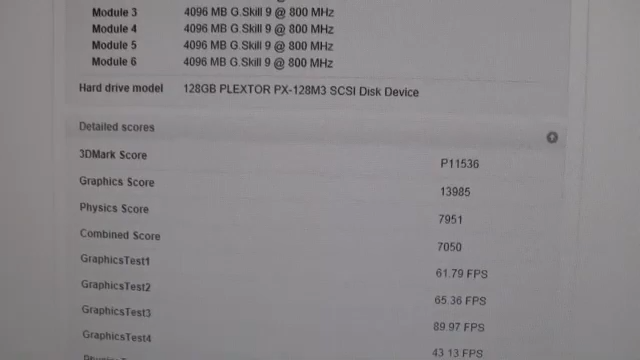 Module 3 4096 MB G.Skill 9 @ 800 MHz
Module 4 4096 MB G.Skill 9 @ 800 MHz
Module 5 4096 MB G.Skill 9 @ 800 MHz
Module 6 4096 MB G.Skill 9 @ 800 MHz
Hard drive model 128GB PLEXTOR PX-128M3 SCSI Disk Device
Detailed scores
3DMark Score P11536
Graphics Score 13985
Physics Score 7951
Combined Score 7050
GraphicsTest1 61.79 FPS
GraphicsTest2 65.36 FPS
GraphicsTest3 89.97 FPS
GraphicsTest4 43.13 FPS